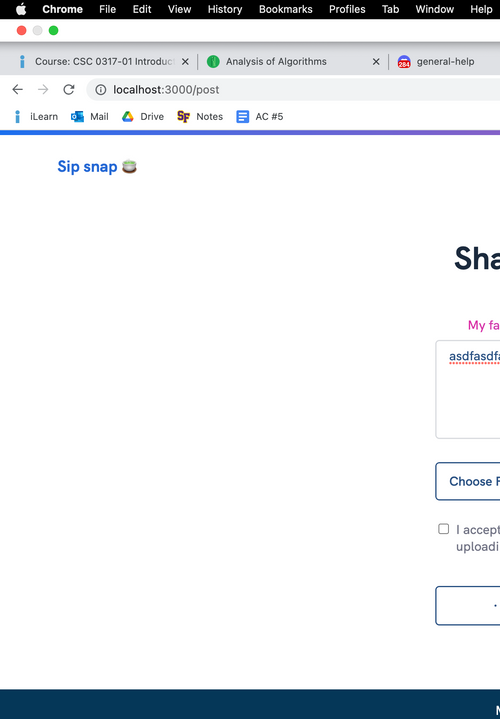 Chrome File Edit View History Bookmarks Profiles Tab Window Help
Course: CSC 0317-01 Introduc Analysis of Algorithms 284 general-help
localhost:3000/post
iLearn Mail Drive SF Notes AC #5
Sip snap
Sha
My fa
asdfasdfa
Choose F
I accept
uploadi